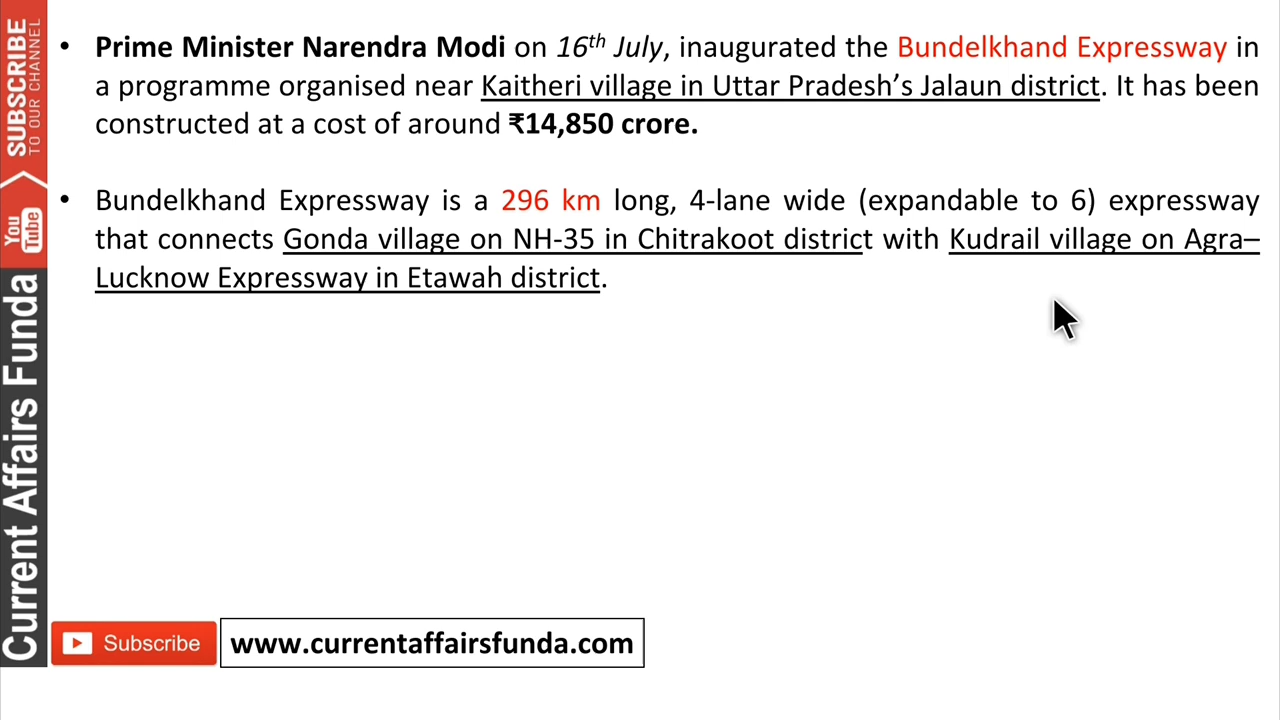 • Prime Minister Narendra Modi on 16th July, inaugurated the Bundelkhand Expressway in
a programme organised near Kaitheri village in Uttar Pradesh’s Jalaun district. It has been
constructed at a cost of around ₹14,850 crore.
• Bundelkhand Expressway is a 296 km long, 4-lane wide (expandable to 6) expressway
that connects Gonda village on NH-35 in Chitrakoot district with Kudrail village on Agra–
Lucknow Expressway in Etawah district.
SUBSCRIBE
TO OUR CHANNEL
You
Tube
Current Affairs Funda
Subscribe
www.currentaffairsfunda.com